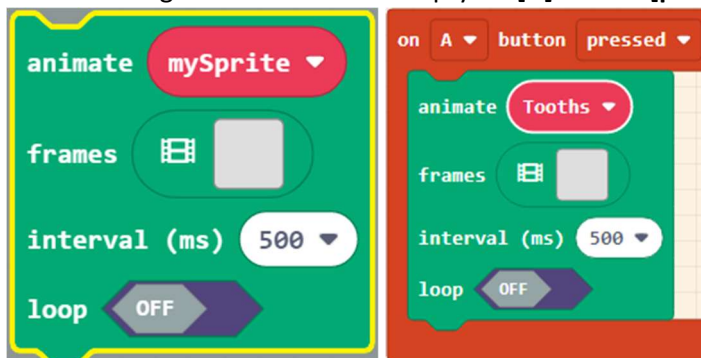 animate mySprite
frames
interval (ms) 500
loop OFF
on A button pressed
animate Tooths
frames
interval (ms) 500
loop OFF